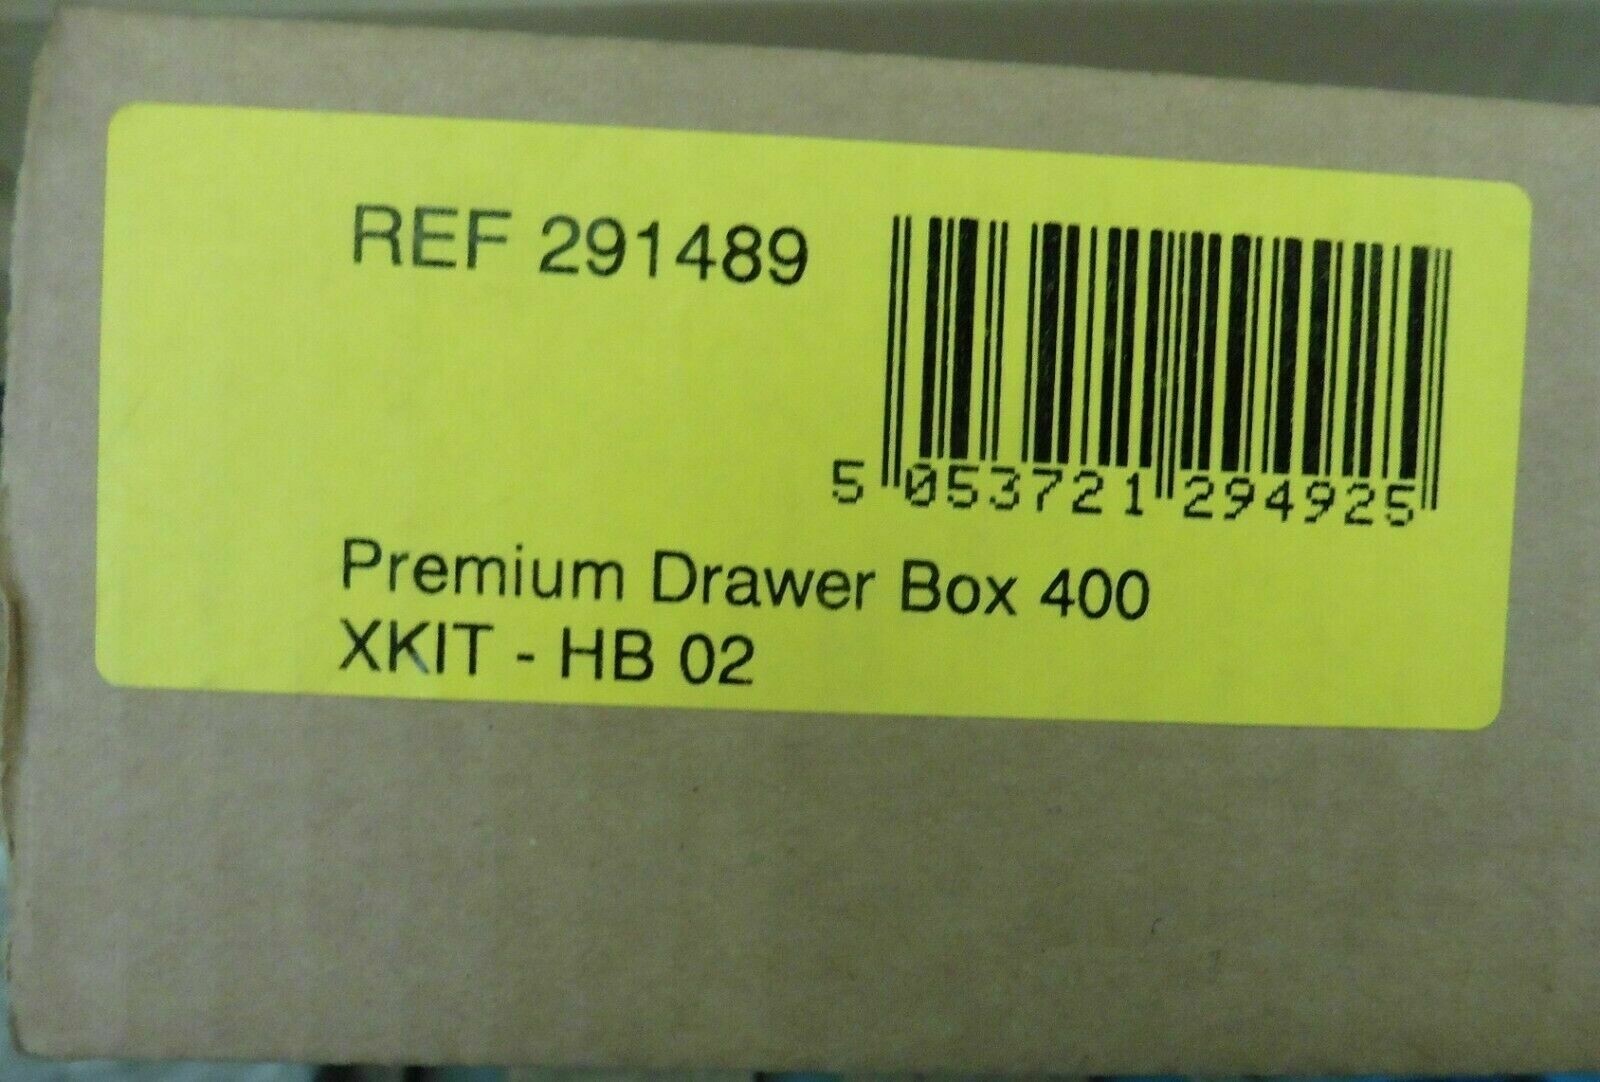 REF 291489
5 053721 294925
Premium Drawer Box 400
XKIT - HB 02